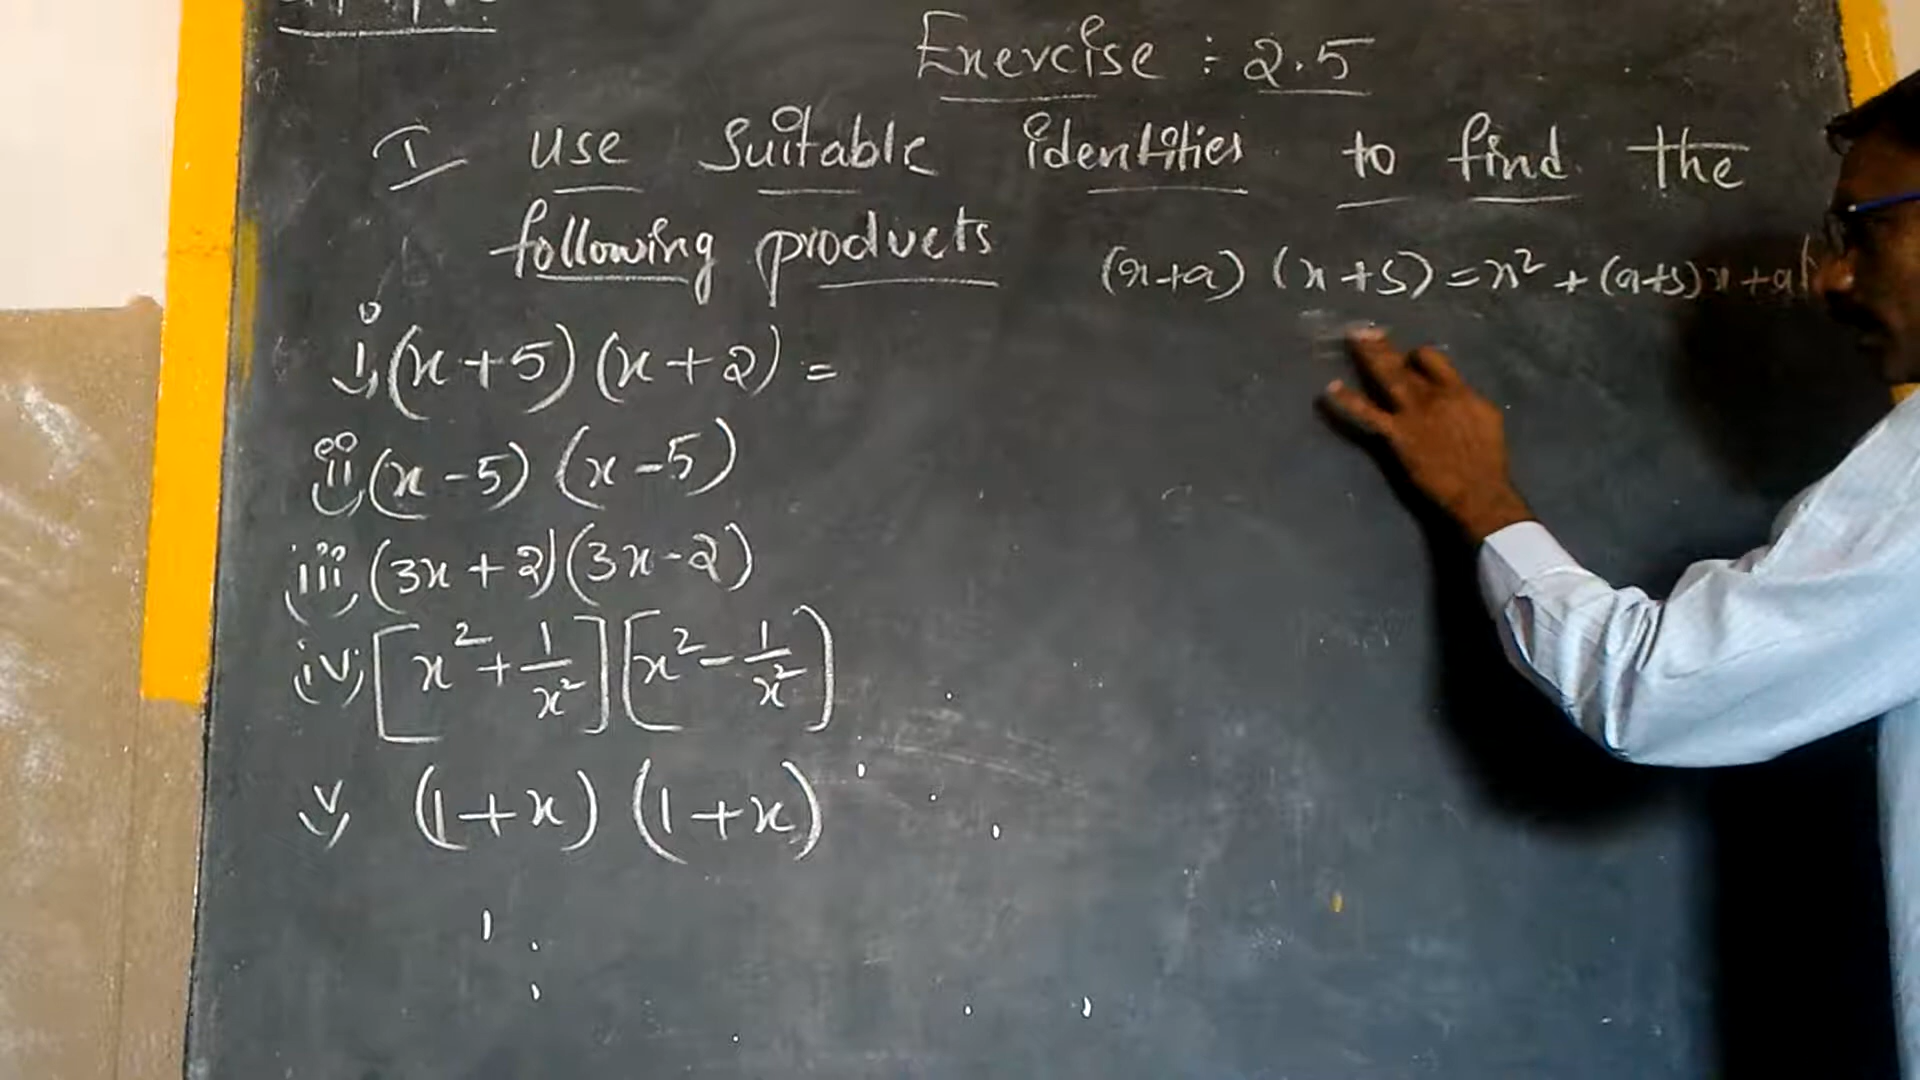 Exercise : 2.5
I use suitable identities to find the
following products
(x+a) (x+b) = x² + (a+b)x + ab
i) (x+5) (x+2) =
ii) (x-5) (x-5)
iii) (3x+2) (3x-2)
iv) [x² + 1/x²] [x² - 1/x²]
v) (1+x) (1+x)